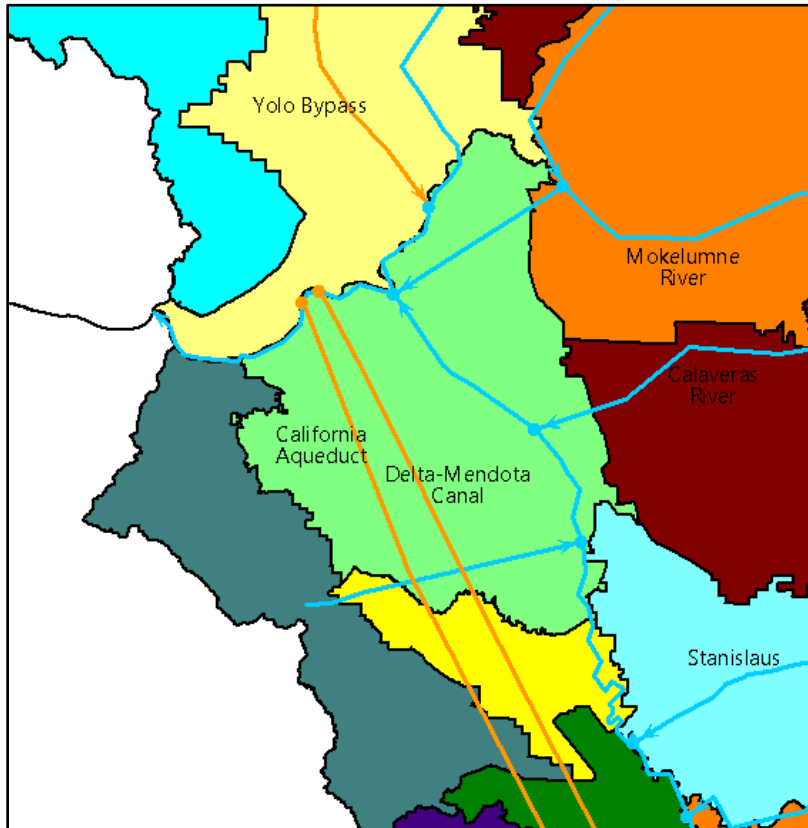 Yolo Bypass
Mokelumne
River
Calaveras
River
California
Aqueduct
Delta-Mendota
Canal
Stanislaus